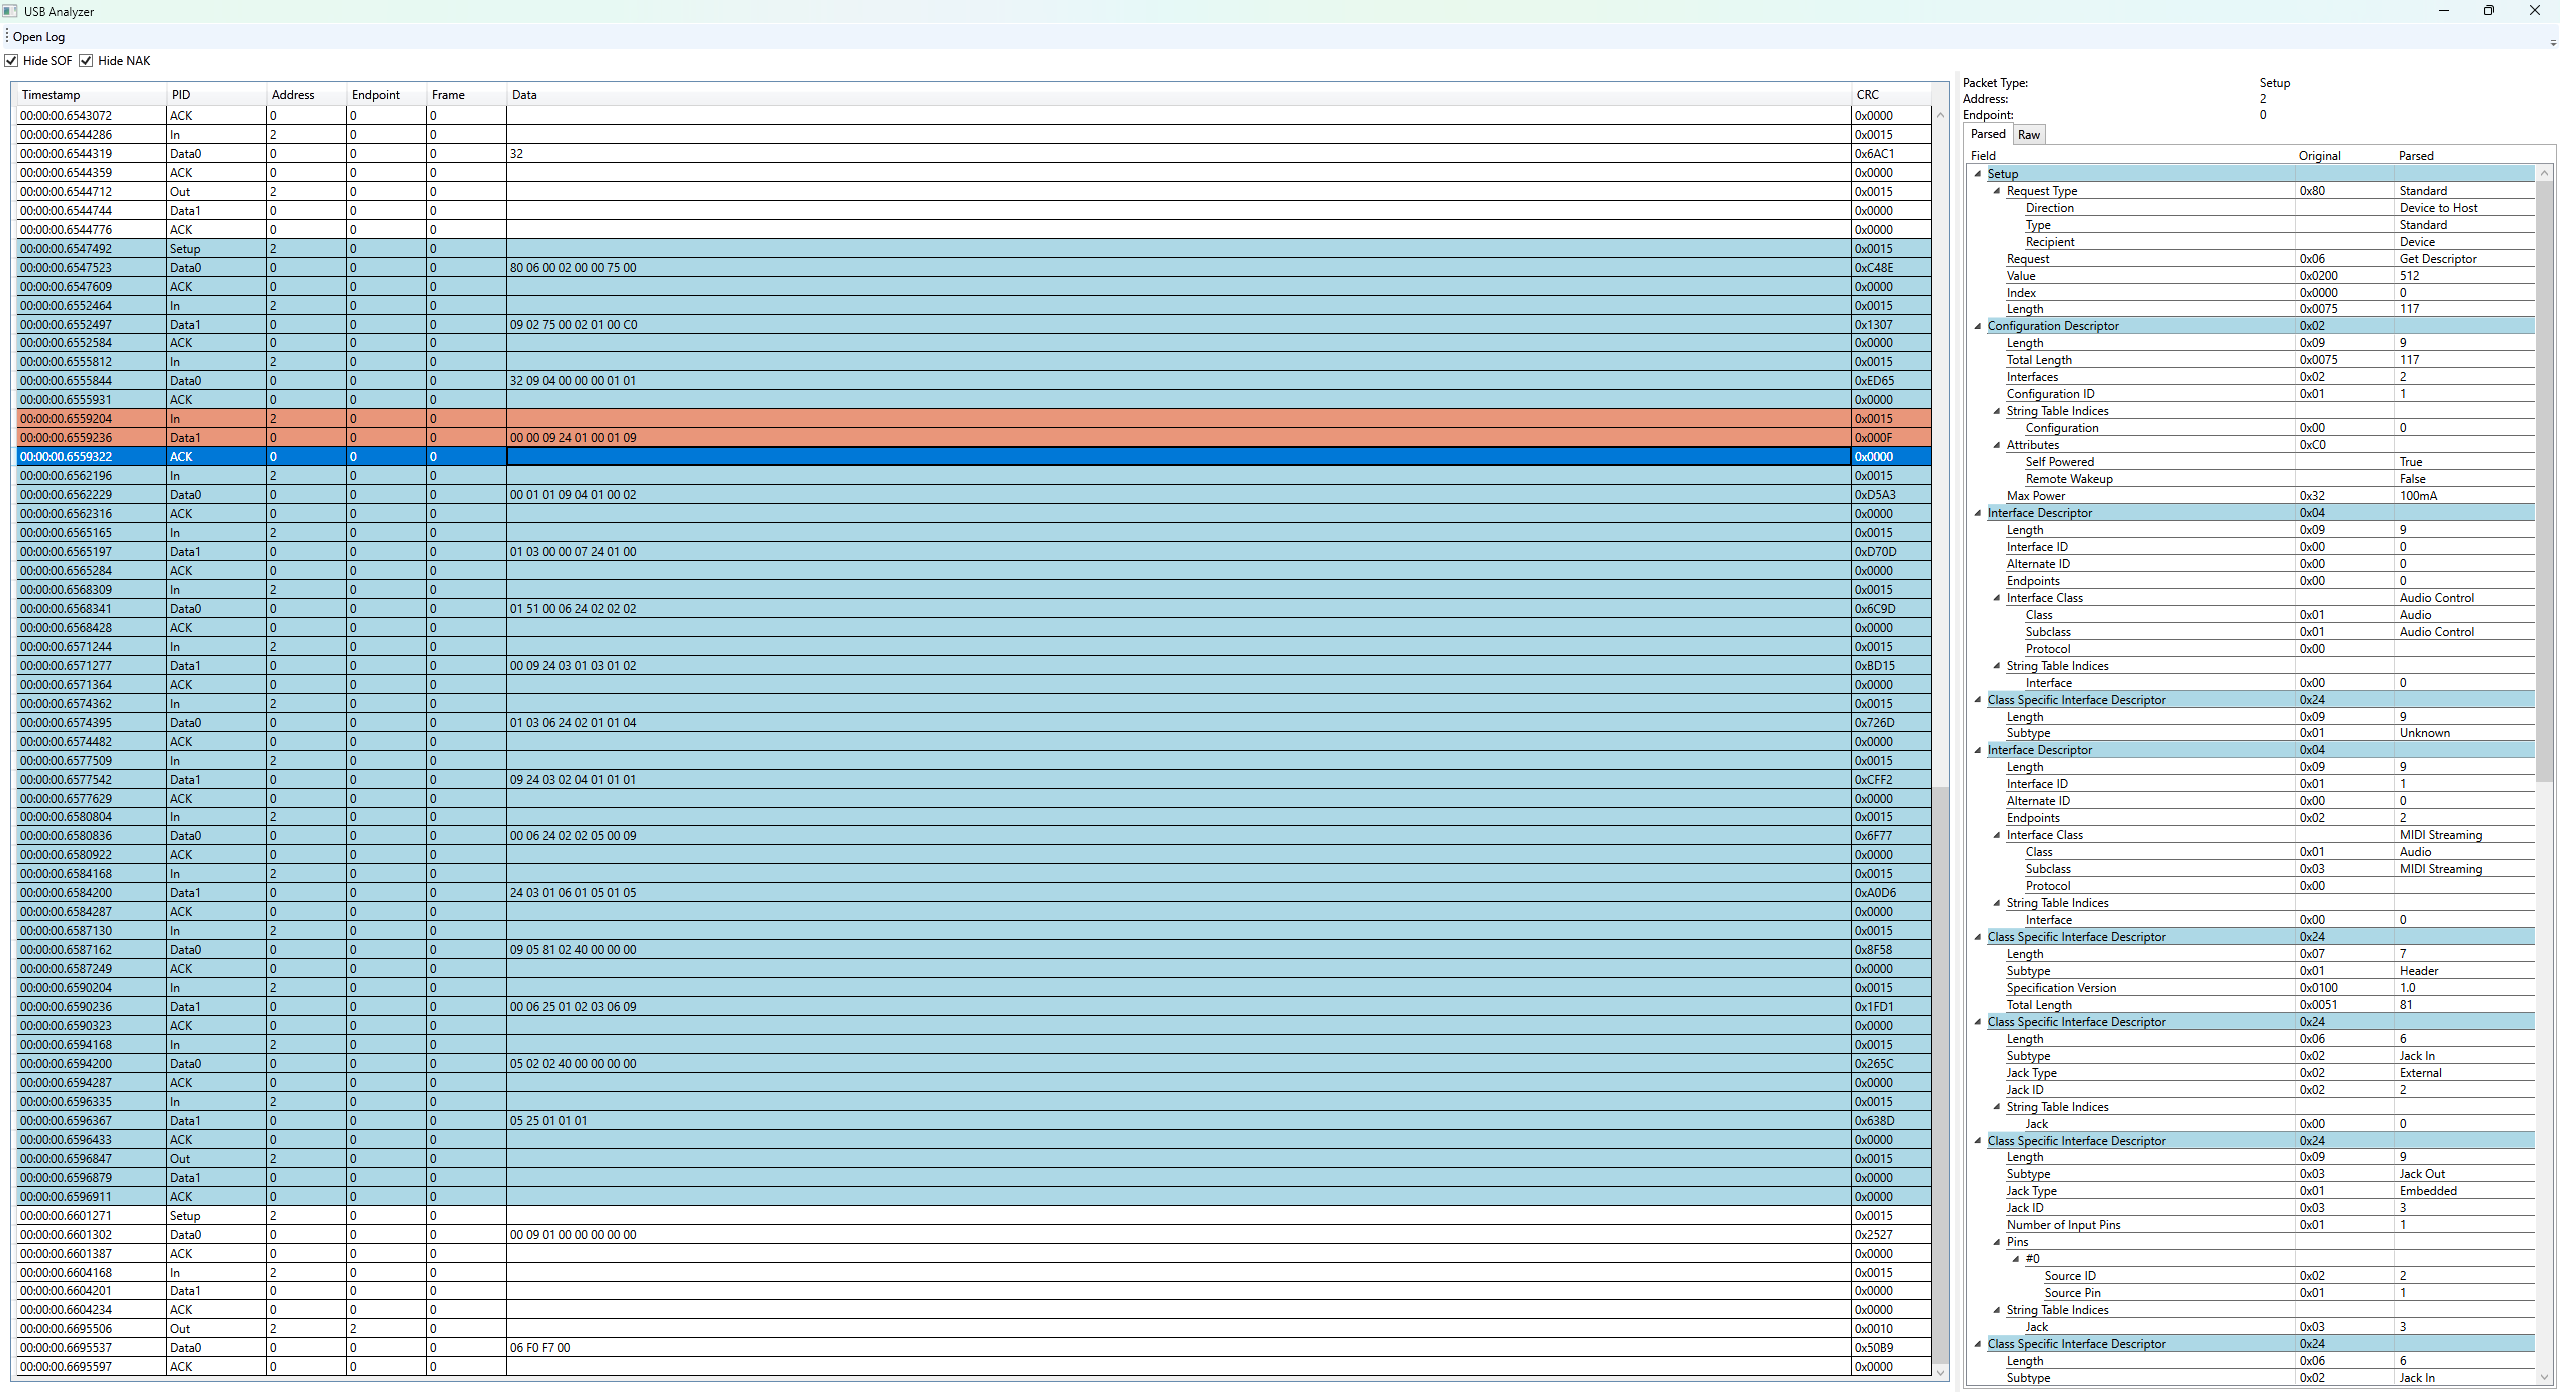 USB Analyzer
Open Log
Hide SOF Hide NAK
Timestamp PID Address Endpoint Frame Data CRC
00:00:00.6543072 ACK 0 0 0 0x0000
00:00:00.6544286 In 2 0 0 0x0015
00:00:00.6544319 Data0 0 0 0 32 0x6AC1
00:00:00.6544359 ACK 0 0 0 0x0000
00:00:00.6544712 Out 2 0 0 0x0015
00:00:00.6544744 Data1 0 0 0 0x0000
00:00:00.6544776 ACK 0 0 0 0x0000
00:00:00.6547492 Setup 2 0 0 0x0015
00:00:00.6547523 Data0 0 0 0 80 06 00 02 00 00 75 00 0xC48E
00:00:00.6547609 ACK 0 0 0 0x0000
00:00:00.6552464 In 2 0 0 0x0015
00:00:00.6552497 Data1 0 0 0 09 02 75 00 02 01 00 C0 0x1307
00:00:00.6552584 ACK 0 0 0 0x0000
00:00:00.6555812 In 2 0 0 0x0015
00:00:00.6555844 Data0 0 0 0 32 09 04 00 00 00 01 01 0xED65
00:00:00.6555931 ACK 0 0 0 0x0000
00:00:00.6559204 In 2 0 0 0x0015
00:00:00.6559236 Data1 0 0 0 00 00 09 24 01 00 01 09 0x000F
00:00:00.6559322 ACK 0 0 0 0x0000
00:00:00.6562196 In 2 0 0 0x0015
00:00:00.6562229 Data0 0 0 0 00 01 01 09 04 01 00 02 0xD5A3
00:00:00.6562316 ACK 0 0 0 0x0000
00:00:00.6565165 In 2 0 0 0x0015
00:00:00.6565197 Data1 0 0 0 01 03 00 00 07 24 01 00 0xD70D
00:00:00.6565284 ACK 0 0 0 0x0000
00:00:00.6568309 In 2 0 0 0x0015
00:00:00.6568341 Data0 0 0 0 01 51 00 06 24 02 02 02 0x6C9D
00:00:00.6568428 ACK 0 0 0 0x0000
00:00:00.6571244 In 2 0 0 0x0015
00:00:00.6571277 Data1 0 0 0 00 09 24 03 01 03 01 02 0xBD15
00:00:00.6571364 ACK 0 0 0 0x0000
00:00:00.6574362 In 2 0 0 0x0015
00:00:00.6574395 Data0 0 0 0 01 03 06 24 02 01 01 04 0x726D
00:00:00.6574482 ACK 0 0 0 0x0000
00:00:00.6577509 In 2 0 0 0x0015
00:00:00.6577542 Data1 0 0 0 09 24 03 02 04 01 01 01 0xCFF2
00:00:00.6577629 ACK 0 0 0 0x0000
00:00:00.6580804 In 2 0 0 0x0015
00:00:00.6580836 Data0 0 0 0 00 06 24 02 02 05 00 09 0x6F77
00:00:00.6580922 ACK 0 0 0 0x0000
00:00:00.6584168 In 2 0 0 0x0015
00:00:00.6584200 Data1 0 0 0 24 03 01 06 01 05 01 05 0xA0D6
00:00:00.6584287 ACK 0 0 0 0x0000
00:00:00.6587130 In 2 0 0 0x0015
00:00:00.6587162 Data0 0 0 0 09 05 81 02 40 00 00 00 0x8F58
00:00:00.6587249 ACK 0 0 0 0x0000
00:00:00.6590204 In 2 0 0 0x0015
00:00:00.6590236 Data1 0 0 0 00 06 25 01 02 03 06 09 0x1FD1
00:00:00.6590323 ACK 0 0 0 0x0000
00:00:00.6594168 In 2 0 0 0x0015
00:00:00.6594200 Data0 0 0 0 05 02 02 40 00 00 00 00 0x265C
00:00:00.6594287 ACK 0 0 0 0x0000
00:00:00.6596335 In 2 0 0 0x0015
00:00:00.6596367 Data1 0 0 0 05 25 01 01 01 0x638D
00:00:00.6596433 ACK 0 0 0 0x0000
00:00:00.6596847 Out 2 0 0 0x0015
00:00:00.6596879 Data1 0 0 0 0x0000
00:00:00.6596911 ACK 0 0 0 0x0000
00:00:00.6601271 Setup 2 0 0 0x0015
00:00:00.6601302 Data0 0 0 0 00 09 01 00 00 00 00 00 0x2527
00:00:00.6601387 ACK 0 0 0 0x0000
00:00:00.6604168 In 2 0 0 0x0015
00:00:00.6604201 Data1 0 0 0 0x0000
00:00:00.6604234 ACK 0 0 0 0x0000
00:00:00.6695506 Out 2 2 0 0x0010
00:00:00.6695537 Data0 0 0 0 06 F0 F7 00 0x50B9
00:00:00.6695597 ACK 0 0 0 0x0000
Packet Type: Setup
Address: 2
Endpoint: 0
Parsed Raw
Field Original Parsed
Setup
Request Type 0x80 Standard
Direction Device to Host
Type Standard
Recipient Device
Request 0x06 Get Descriptor
Value 0x0200 512
Index 0x0000 0
Length 0x0075 117
Configuration Descriptor 0x02
Length 0x09 9
Total Length 0x0075 117
Interfaces 0x02 2
Configuration ID 0x01 1
String Table Indices
Configuration 0x00 0
Attributes 0xC0
Self Powered True
Remote Wakeup False
Max Power 0x32 100mA
Interface Descriptor 0x04
Length 0x09 9
Interface ID 0x00 0
Alternate ID 0x00 0
Endpoints 0x00 0
Interface Class Audio Control
Class 0x01 Audio
Subclass 0x01 Audio Control
Protocol 0x00
String Table Indices
Interface 0x00 0
Class Specific Interface Descriptor 0x24
Length 0x09 9
Subtype 0x01 Unknown
Interface Descriptor 0x04
Length 0x09 9
Interface ID 0x01 1
Alternate ID 0x00 0
Endpoints 0x02 2
Interface Class MIDI Streaming
Class 0x01 Audio
Subclass 0x03 MIDI Streaming
Protocol 0x00
String Table Indices
Interface 0x00 0
Class Specific Interface Descriptor 0x24
Length 0x07 7
Subtype 0x01 Header
Specification Version 0x0100 1.0
Total Length 0x0051 81
Class Specific Interface Descriptor 0x24
Length 0x06 6
Subtype 0x02 Jack In
Jack Type 0x02 External
Jack ID 0x02 2
String Table Indices
Jack 0x00 0
Class Specific Interface Descriptor 0x24
Length 0x09 9
Subtype 0x03 Jack Out
Jack Type 0x01 Embedded
Jack ID 0x03 3
Number of Input Pins 0x01 1
Pins
#0
Source ID 0x02 2
Source Pin 0x01 1
String Table Indices
Jack 0x03 3
Class Specific Interface Descriptor 0x24
Length 0x06 6
Subtype 0x02 Jack In